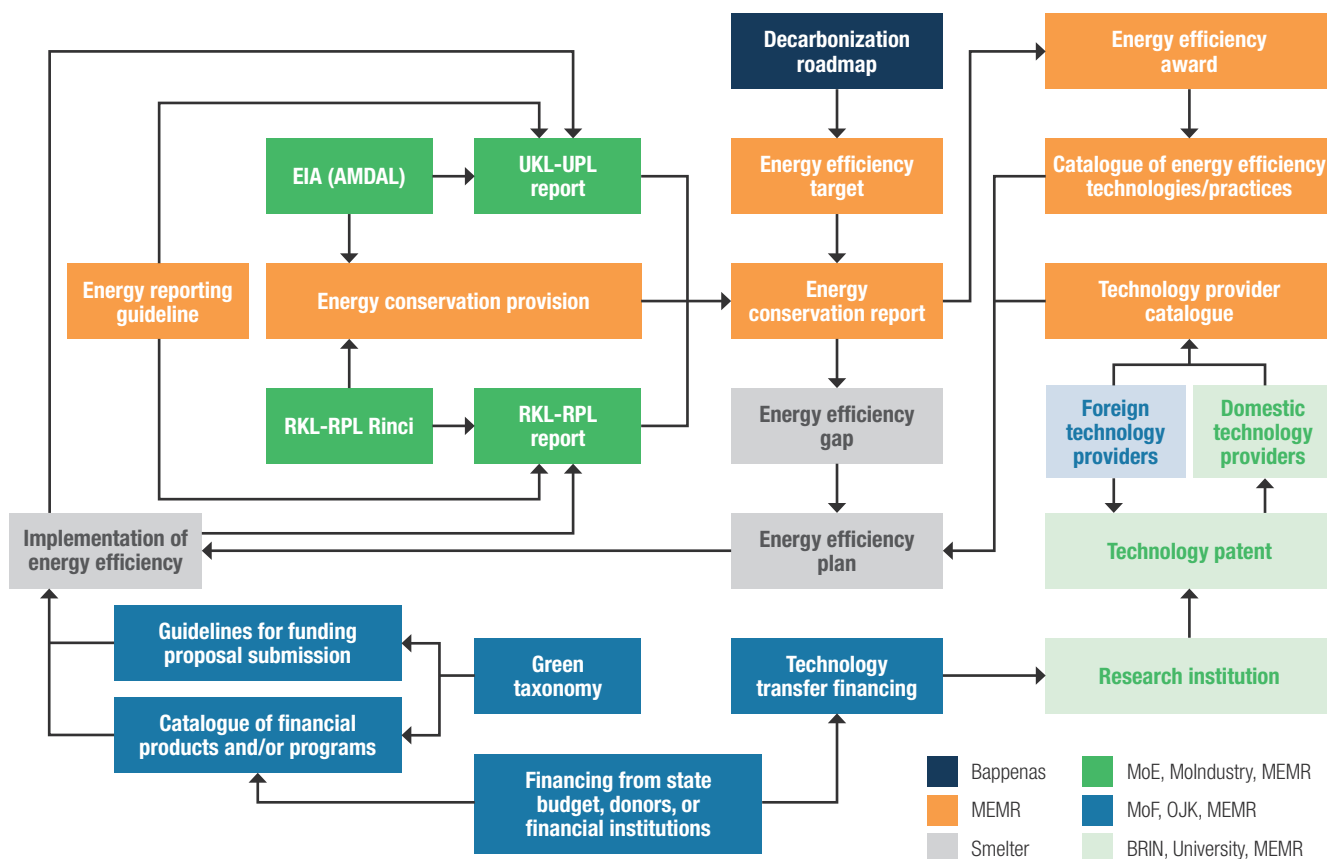 Decarbonization
roadmap
Energy efficiency
award
EIA (AMDAL)
UKL-UPL
report
Energy efficiency
target
Catalogue of energy efficiency
technologies/practices
Energy reporting
guideline
Energy conservation provision
Energy
conservation report
Technology provider
catalogue
RKL-RPL Rinci
RKL-RPL
report
Energy efficiency
gap
Foreign
technology
providers
Domestic
technology
providers
Implementation of
energy efficiency
Energy efficiency
plan
Technology patent
Guidelines for funding
proposal submission
Green
taxonomy
Technology
transfer financing
Research institution
Catalogue of financial
products and/or programs
Financing from state
budget, donors, or
financial institutions
Bappenas
MEMR
Smelter
MoE, MoIndustry, MEMR
MoF, OJK, MEMR
BRIN, University, MEMR